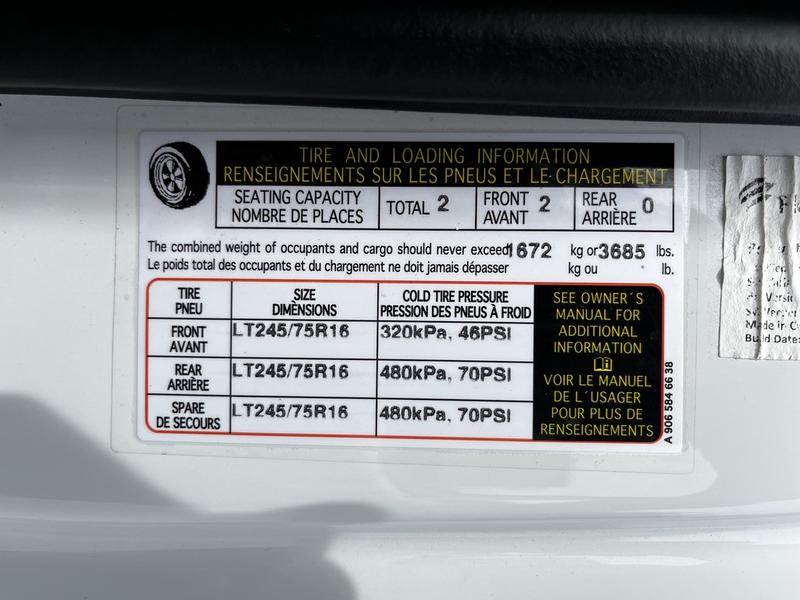 TIRE AND LOADING INFORMATION
RENSEIGNEMENTS SUR LES PNEUS ET LE CHARGEMENT
SEATING CAPACITY
NOMBRE DE PLACES
TOTAL 2
FRONT
AVANT 2
REAR
ARRIÈRE 0
The combined weight of occupants and cargo should never exceed 1672 kg or 3685 lbs.
Le poids total des occupants et du chargement ne doit jamais dépasser kg ou lb.
TIRE
PNEU
SIZE
DIMÈNSIONS
COLD TIRE PRESSURE
PRESSION DES PNEUS À FROID
FRONT
AVANT
LT245/75R16
320kPa, 46PSI
REAR
ARRIÈRE
LT245/75R16
480kPa, 70PSI
SPARE
DE SECOURS
LT245/75R16
480kPa, 70PSI
SEE OWNER´S
MANUAL FOR
ADDITIONAL
INFORMATION
VOIR LE MANUEL
DE L´USAGER
POUR PLUS DE
RENSEIGNEMENTS
A 906 584 66 38
Made in
Build Date: